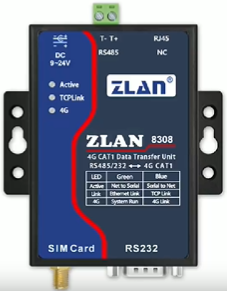 T- T+ RJ45
DC
9~24V
RS485 NC
Active
TCPLink
4G
ZLAN®
ZLAN 8308
4G CAT1 Data Transfer Unit
RS485/232 ↔ 4G CAT1
LED Green Blue
Active Net to Serial Serial to Net
Link Ethernet Link TCP Link
4G System Run 4G Link
SIM Card RS232